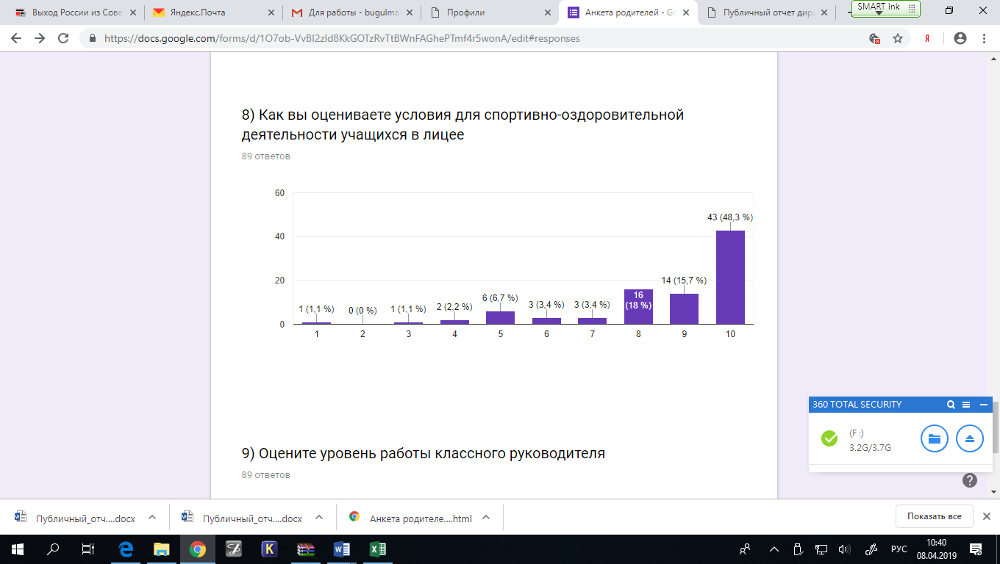 Выход России из Сове
Яндекс.Почта
Для работы - bugulma
Профили
Анкета родителей - Go
Публичный отчет дире
SMART Ink
https://docs.google.com/forms/d/1O7ob-VvBl2zld8KkGOTzRvTtBWnFAGhePTmf4r5wonA/edit#responses
8) Как вы оцениваете условия для спортивно-оздоровительной
деятельности учащихся в лицее
89 ответов
60
40
20
0
1 (1,1 %)
0 (0 %)
1 (1,1 %)
2 (2,2 %)
6 (6,7 %)
3 (3,4 %)
3 (3,4 %)
16
(18 %)
14 (15,7 %)
43 (48,3 %)
1 2 3 4 5 6 7 8 9 10
9) Оцените уровень работы классного руководителя
89 ответов
360 TOTAL SECURITY
(F :)
3.2G/3.7G
Публичный_отч....docx
Публичный_отч....docx
Анкета родителе....html
Показать все
РУС
10:40
08.04.2019